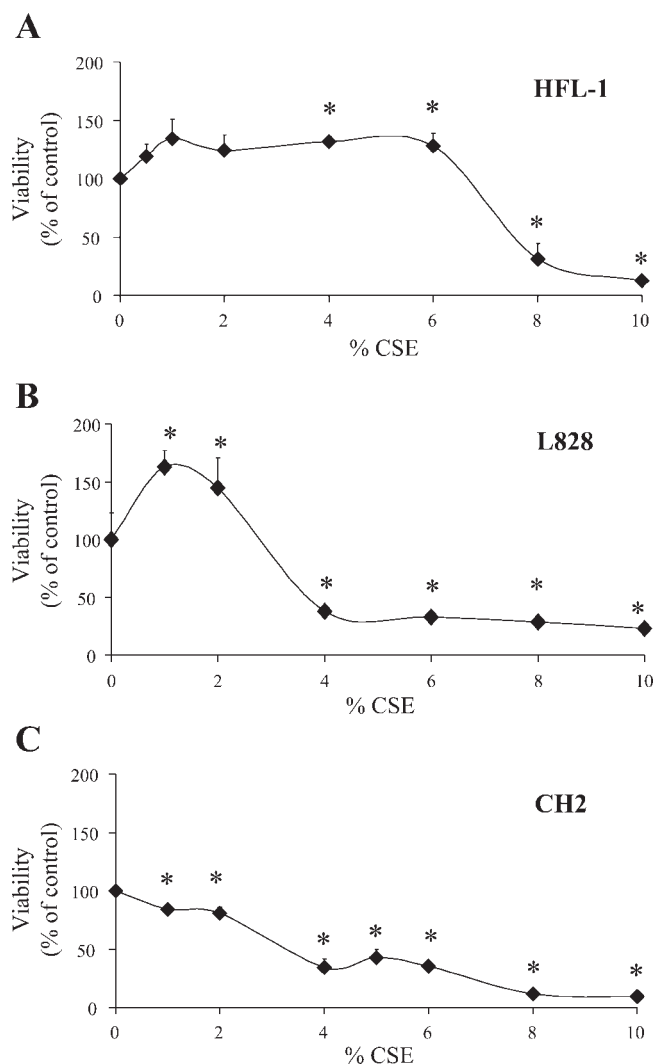 A
HFL-1
Viability
(% of control)
200
150
100
50
0
* * * *
0 2 4 6 8 10
% CSE
B
L828
Viability
(% of control)
200
150
100
50
0
* * * * * *
0 2 4 6 8 10
% CSE
C
CH2
Viability
(% of control)
200
150
100
50
0
* * * * * * *
0 2 4 6 8 10
% CSE